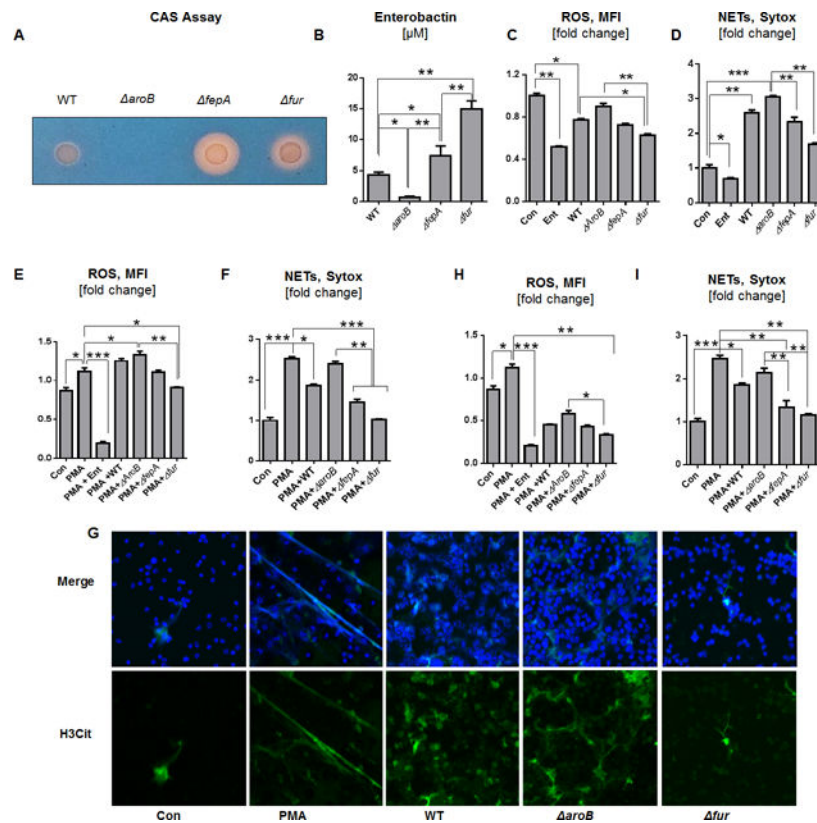 CAS Assay
A
WT
ΔaroB
ΔfepA
Δfur
B
Enterobactin
[µM]
**
*
**
*
**
20
15
10
5
0
WT
ΔaroB
ΔfepA
Δfur
C
ROS, MFI
[fold change]
*
**
**
*
1.2
0.8
0.4
0.0
Con
Ent
WT
ΔAroB
ΔfepA
Δfur
D
NETs, Sytox
[fold change]
***
**
**
**
*
4
3
2
1
0
Con
Ent
WT
ΔaroB
ΔfepA
Δfur
E
ROS, MFI
[fold change]
*
*
**
*
***
1.5
1.0
0.5
0.0
Con
PMA
PMA + Ent
PMA +WT
PMA+ΔAroB
PMA+ΔfepA
PMA+Δfur
F
NETs, Sytox
[fold change]
***
***
*
**
3
2
1
0
Con
PMA
PMA+WT
PMA+ΔaroB
PMA+ΔfepA
PMA+Δfur
H
ROS, MFI
[fold change]
**
*
***
*
1.5
1.0
0.5
0.0
Con
PMA
PMA + Ent
PMA +WT
PMA+ΔAroB
PMA+ΔfepA
PMA+Δfur
I
NETs, Sytox
[fold change]
**
**
***
*
**
**
3
2
1
0
Con
PMA
PMA+WT
PMA+ΔaroB
PMA+ΔfepA
PMA+Δfur
G
Merge
H3Cit
Con
PMA
WT
ΔaroB
Δfur